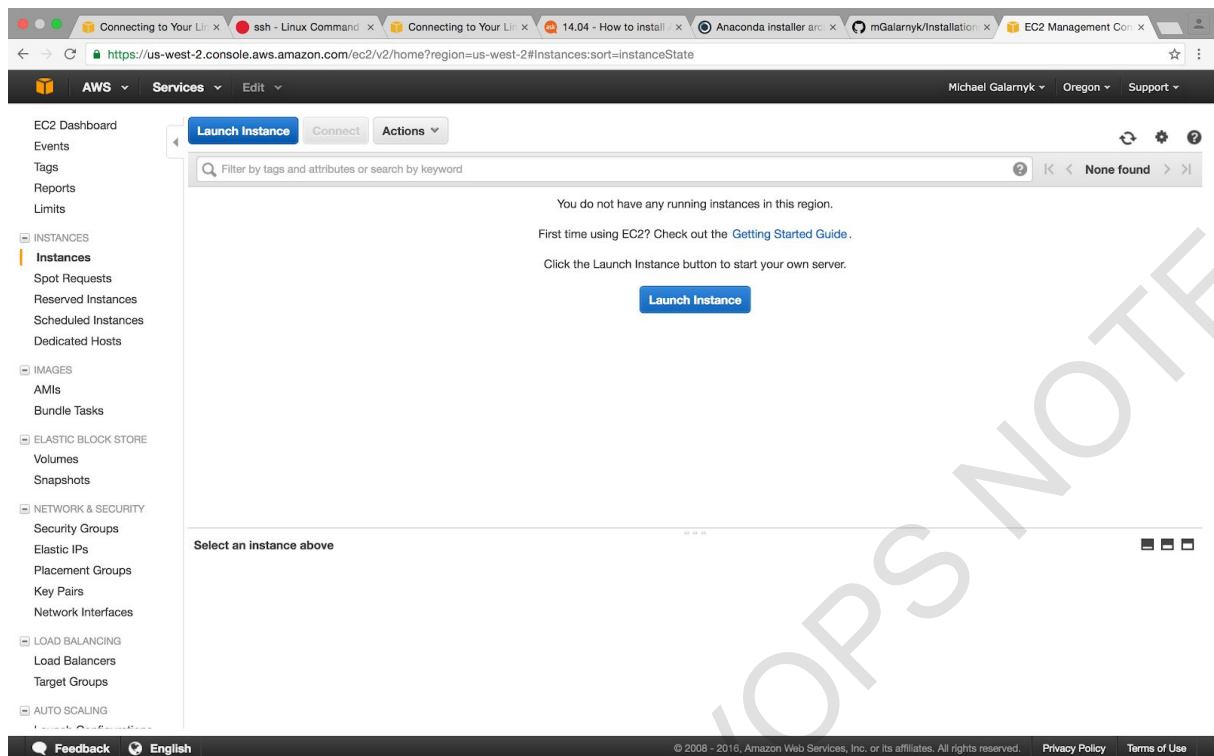 Connecting to Your Lin
ssh - Linux Command
Connecting to Your Lin
14.04 - How to install
Anaconda installer arc
mGalarnyk/Installation
EC2 Management Con
https://us-west-2.console.aws.amazon.com/ec2/v2/home?region=us-west-2#Instances:sort=instanceState
AWS Services Edit Michael Galarnyk Oregon Support
EC2 Dashboard
Events
Tags
Reports
Limits
INSTANCES
Instances
Spot Requests
Reserved Instances
Scheduled Instances
Dedicated Hosts
IMAGES
AMIs
Bundle Tasks
ELASTIC BLOCK STORE
Volumes
Snapshots
NETWORK & SECURITY
Security Groups
Elastic IPs
Placement Groups
Key Pairs
Network Interfaces
LOAD BALANCING
Load Balancers
Target Groups
AUTO SCALING
Launch Instance Connect Actions
Filter by tags and attributes or search by keyword
None found
You do not have any running instances in this region.
First time using EC2? Check out the Getting Started Guide.
Click the Launch Instance button to start your own server.
Launch Instance
Select an instance above
Feedback English
© 2008 - 2016, Amazon Web Services, Inc. or its affiliates. All rights reserved. Privacy Policy Terms of Use